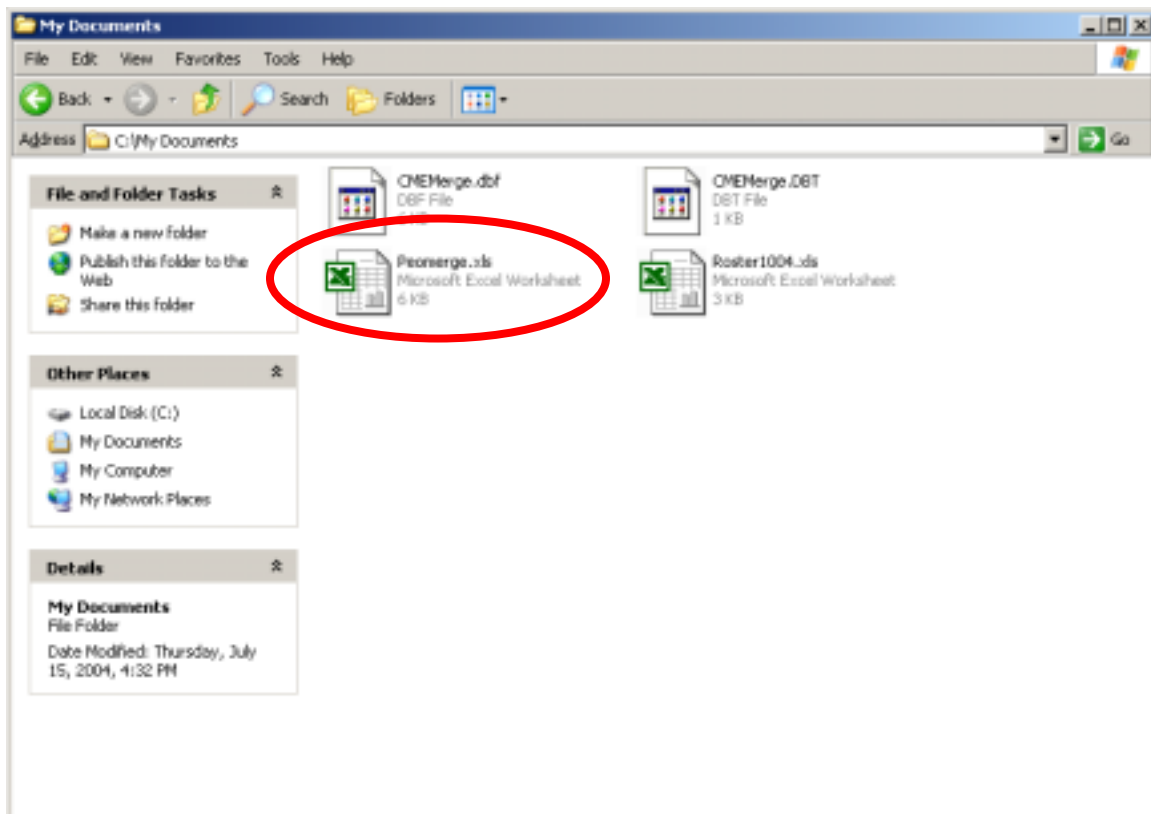 My Documents
File Edit View Favorites Tools Help
Back Search Folders
Address C:\My Documents Go
File and Folder Tasks
Make a new folder
Publish this folder to the
Web
Share this folder
Other Places
Local Disk (C:)
My Documents
My Computer
My Network Places
Details
My Documents
File Folder
Date Modified: Thursday, July
15, 2004, 4:32 PM
CMEMerge.dbf
DBF File
KB
CMEMerge.DBT
DBT File
1 KB
Peomerge.xls
Microsoft Excel Worksheet
6 KB
Roster1004.xls
Microsoft Excel Worksheet
3 KB